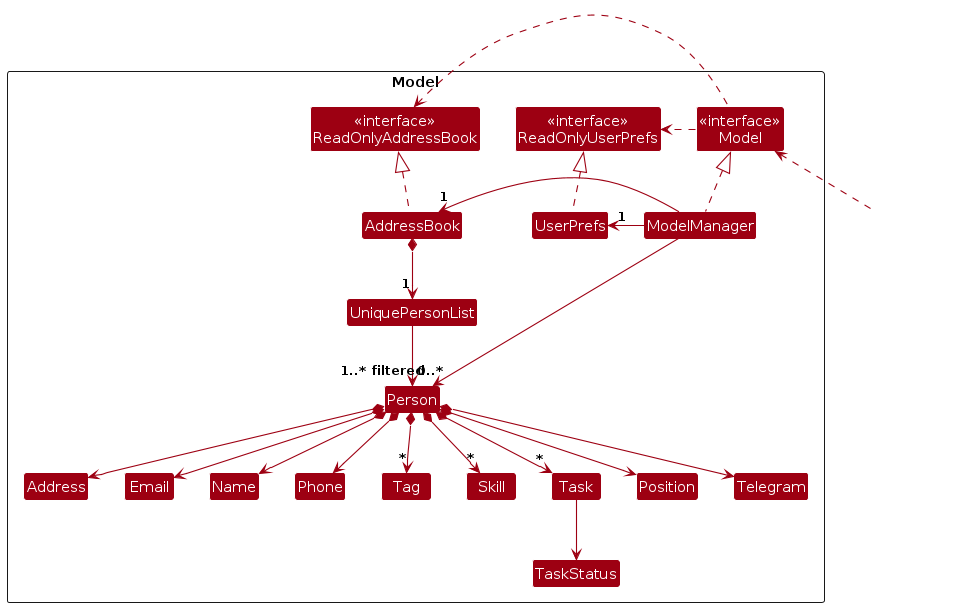 Model
«interface»
ReadOnlyAddressBook
«interface»
ReadOnlyUserPrefs
«interface»
Model
1
AddressBook
UserPrefs
1
ModelManager
1
UniquePersonList
1..* filtered
0..*
Person
*
*
*
Address
Email
Name
Phone
Tag
Skill
Task
Position
Telegram
TaskStatus